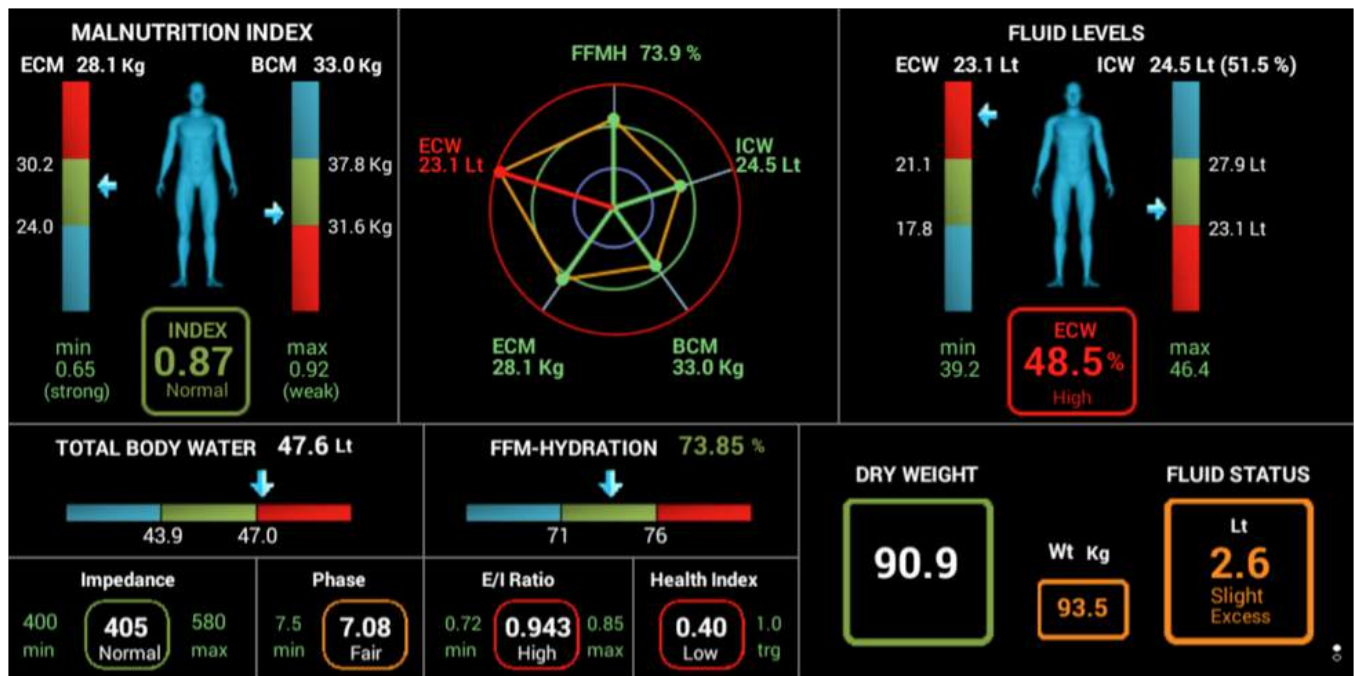 MALNUTRITION INDEX
ECM 28.1 Kg
BCM 33.0 Kg
30.2
37.8 Kg
24.0
31.6 Kg
min
0.65
(strong)
INDEX
0.87
Normal
max
0.92
(weak)
FFMH 73.9 %
ECW
23.1 Lt
ICW
24.5 Lt
ECM
28.1 Kg
BCM
33.0 Kg
FLUID LEVELS
ECW 23.1 Lt
ICW 24.5 Lt (51.5 %)
21.1
27.9 Lt
17.8
23.1 Lt
min
39.2
ECW
48.5 %
High
max
46.4
TOTAL BODY WATER 47.6 Lt
43.9
47.0
FFM-HYDRATION 73.85 %
71
76
Impedance
400
min
405
Normal
580
max
Phase
7.5
min
7.08
Fair
E/I Ratio
0.72
min
0.943
High
0.85
max
Health Index
0.40
Low
1.0
trg
DRY WEIGHT
90.9
Wt Kg
93.5
FLUID STATUS
Lt
2.6
Slight
Excess